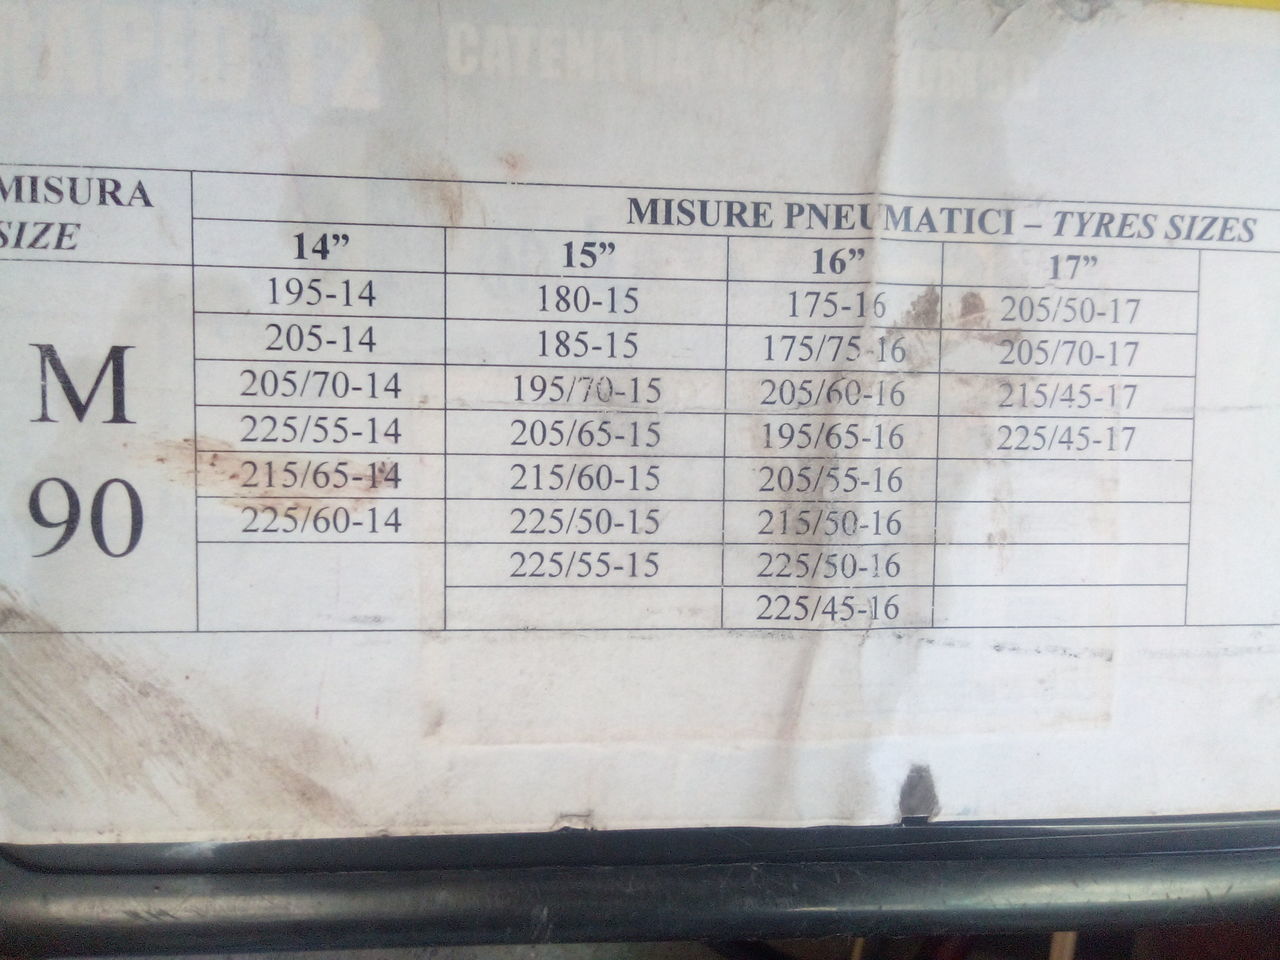 CATENA DA NEVE
MISURA
SIZE
MISURE PNEUMATICI – TYRES SIZES
14” 15” 16” 17”
M
90
195-14 180-15 175-16 205/50-17
205-14 185-15 175/75-16 205/70-17
205/70-14 195/70-15 205/60-16 215/45-17
225/55-14 205/65-15 195/65-16 225/45-17
215/65-14 215/60-15 205/55-16
225/60-14 225/50-15 215/50-16
225/55-15 225/50-16
225/45-16